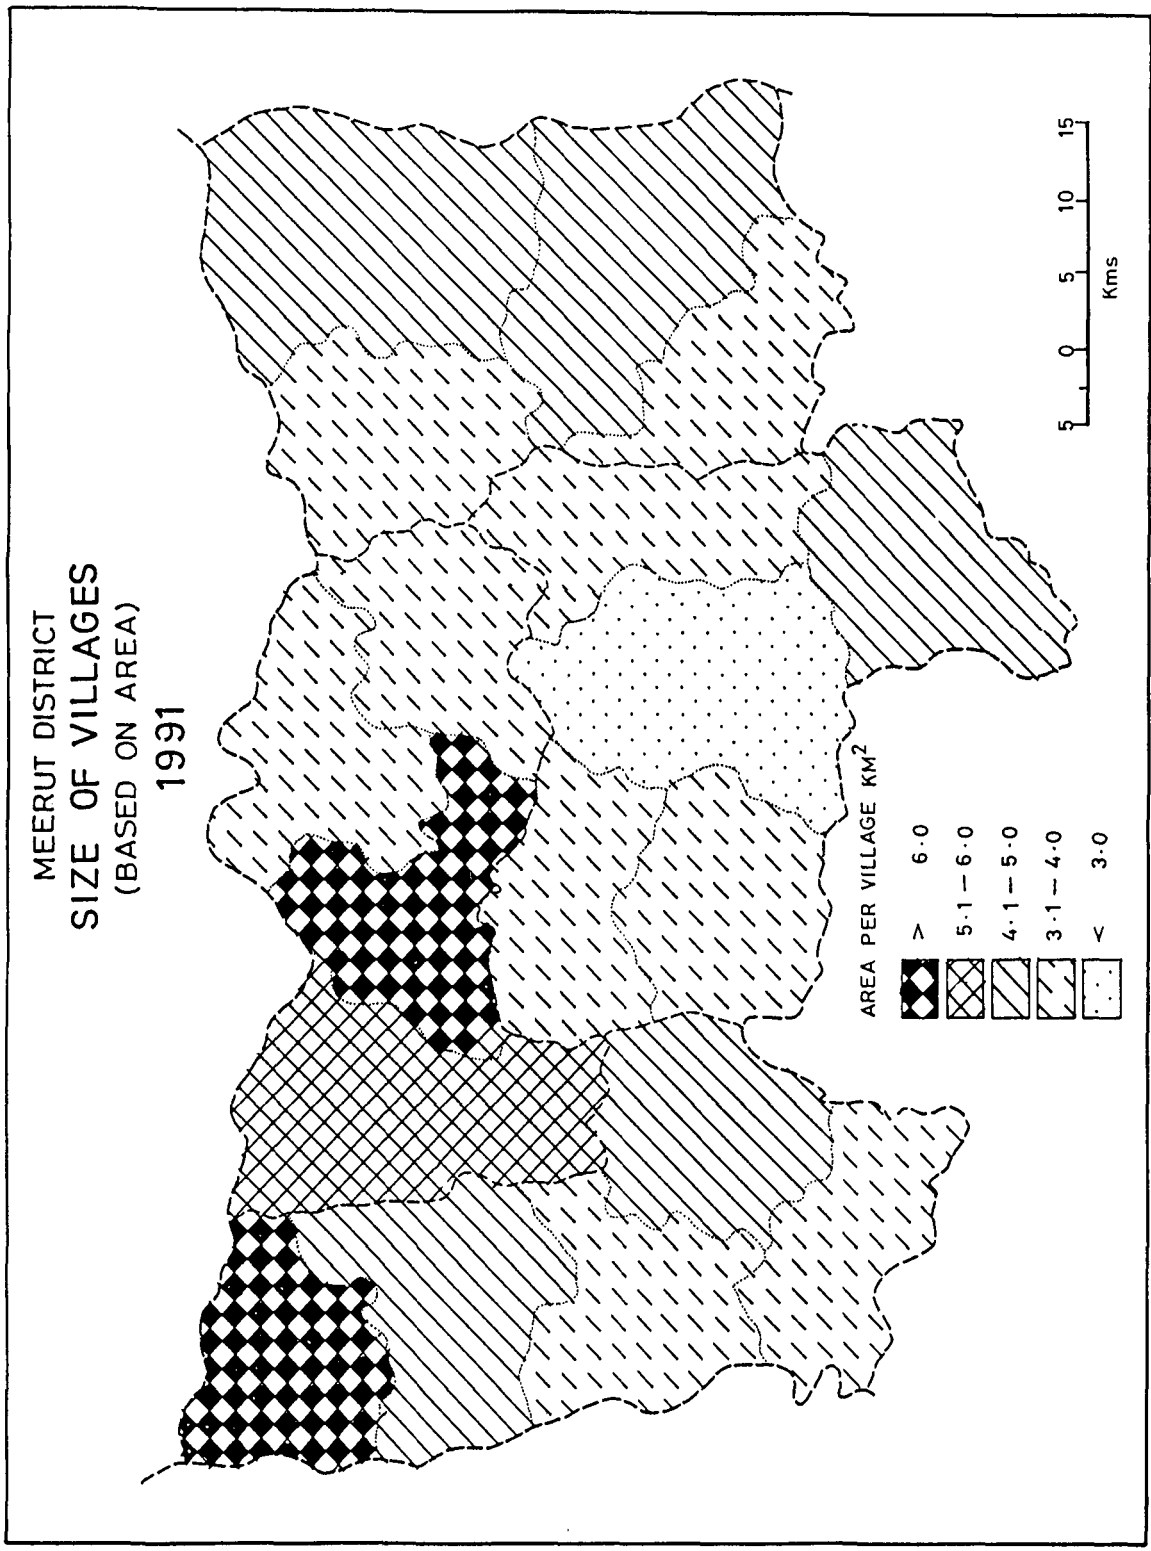 MEERUT DISTRICT
SIZE OF VILLAGES
(BASED ON AREA)
1991
AREA PER VILLAGE KM²
> 6·0
5·1 — 6·0
4·1 — 5·0
3·1 — 4·0
< 3·0
5 0 5 10 15
Kms